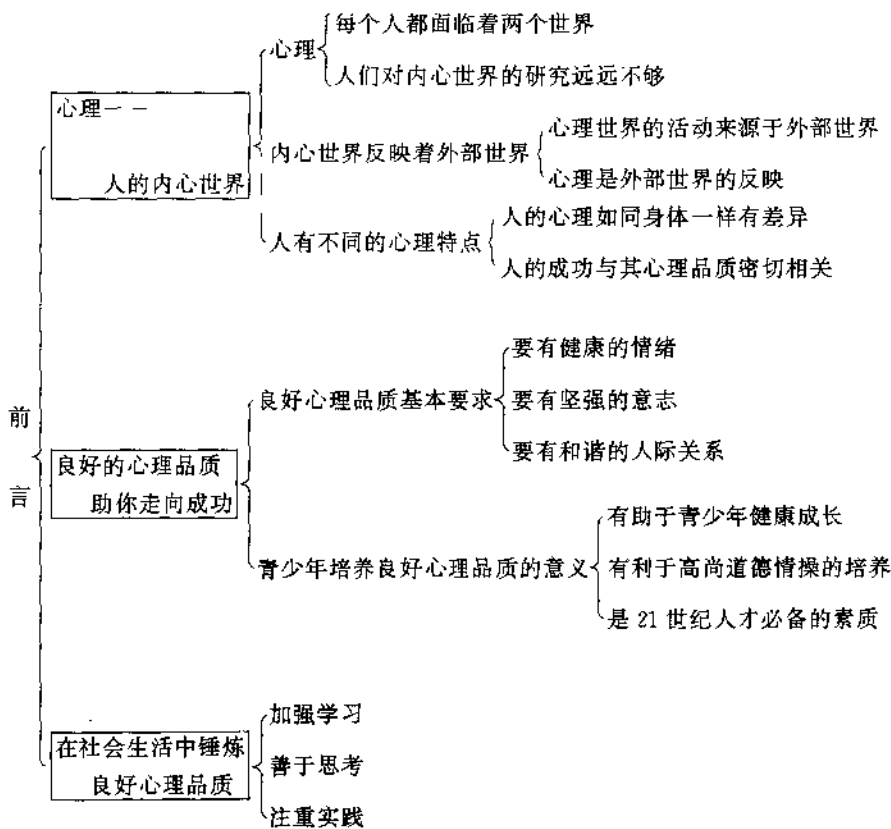 前言
心理——
人的内心世界
心理
每个人都面临着两个世界
人们对内心世界的研究远远不够
内心世界反映着外部世界
心理世界的活动来源于外部世界
心理是外部世界的反映
人有不同的心理特点
人的心理如同身体一样有差异
人的成功与其心理品质密切相关
良好的心理品质
助你走向成功
良好心理品质基本要求
要有健康的情绪
要有坚强的意志
要有和谐的人际关系
青少年培养良好心理品质的意义
有助于青少年健康成长
有利于高尚道德情操的培养
是 21 世纪人才必备的素质
在社会生活中锤炼
良好心理品质
加强学习
善于思考
注重实践